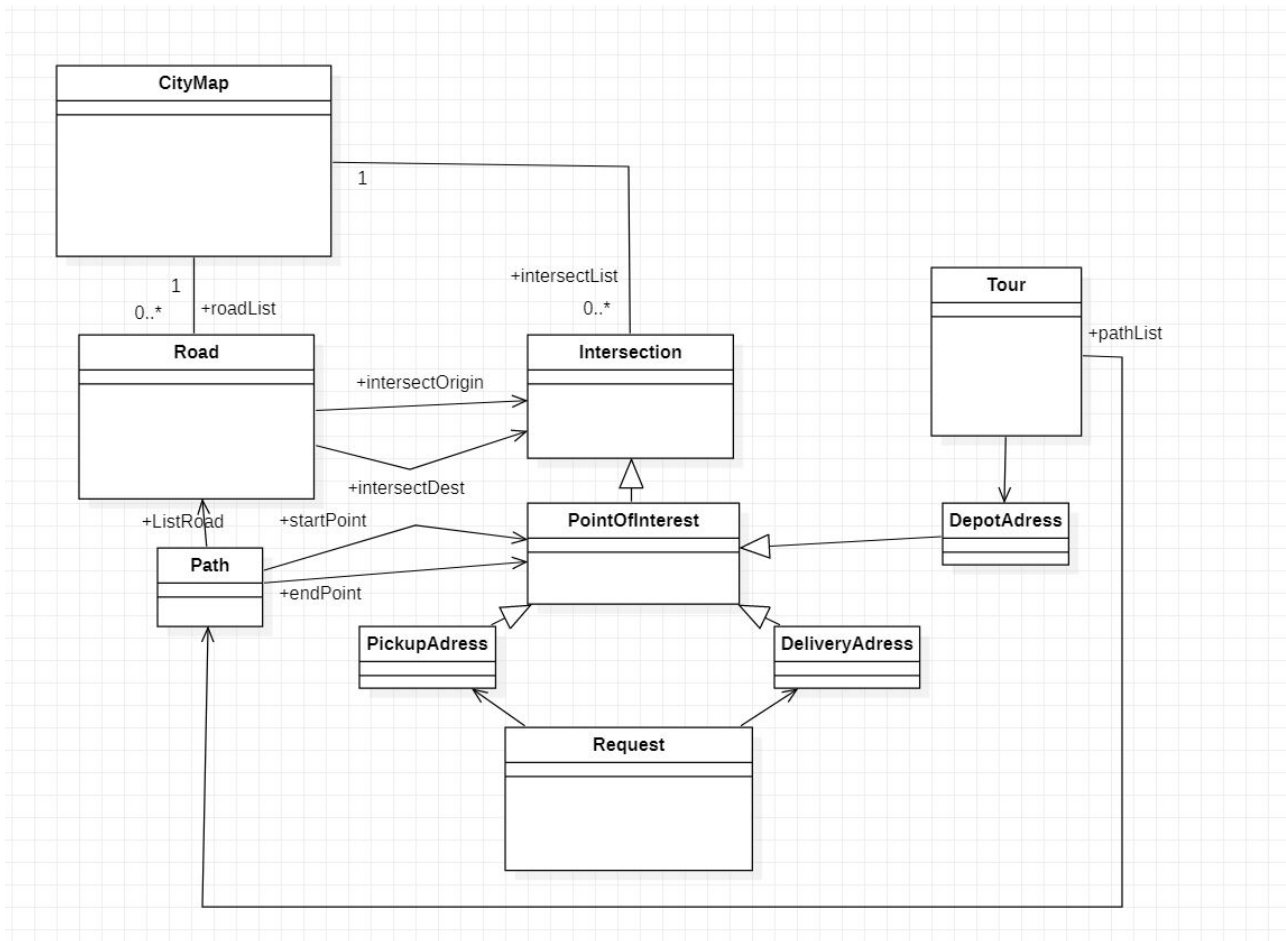 CityMap
1
+intersectList
0..*
1
0..*
+roadList
Tour
+pathList
Road
+intersectOrigin
Intersection
+intersectDest
+ListRoad
+startPoint
PointOfInterest
DepotAdress
Path
+endPoint
PickupAdress
DeliveryAdress
Request